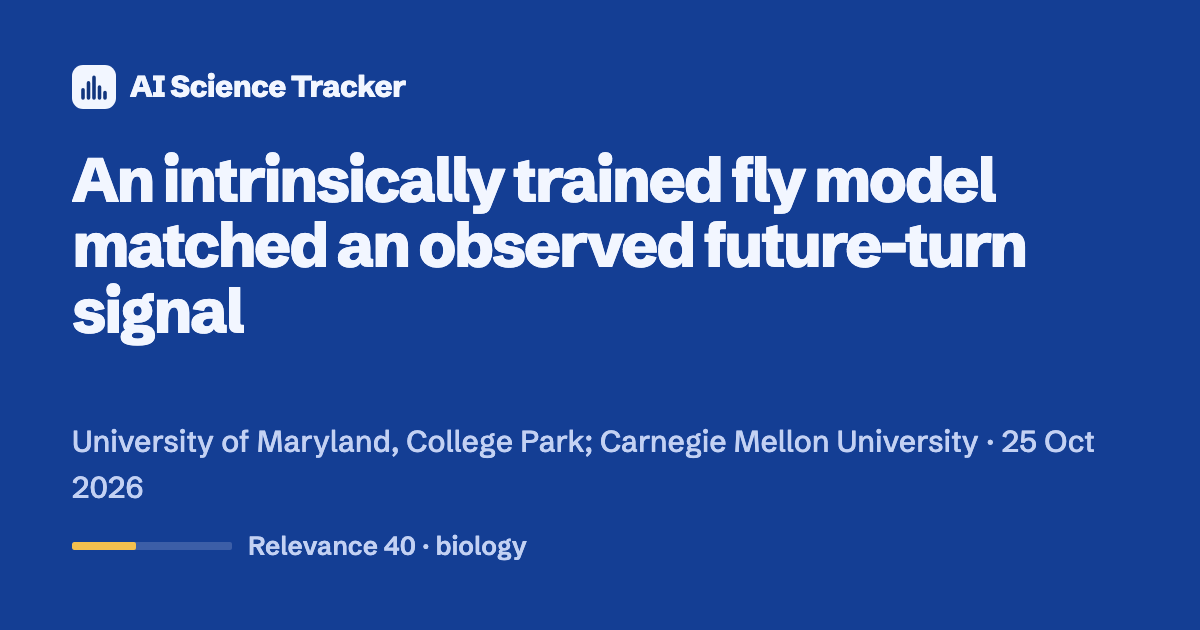 AI Science Tracker
An intrinsically trained fly model
matched an observed future-turn
signal
University of Maryland, College Park; Carnegie Mellon University · 25 Oct
2026
Relevance 40 · biology